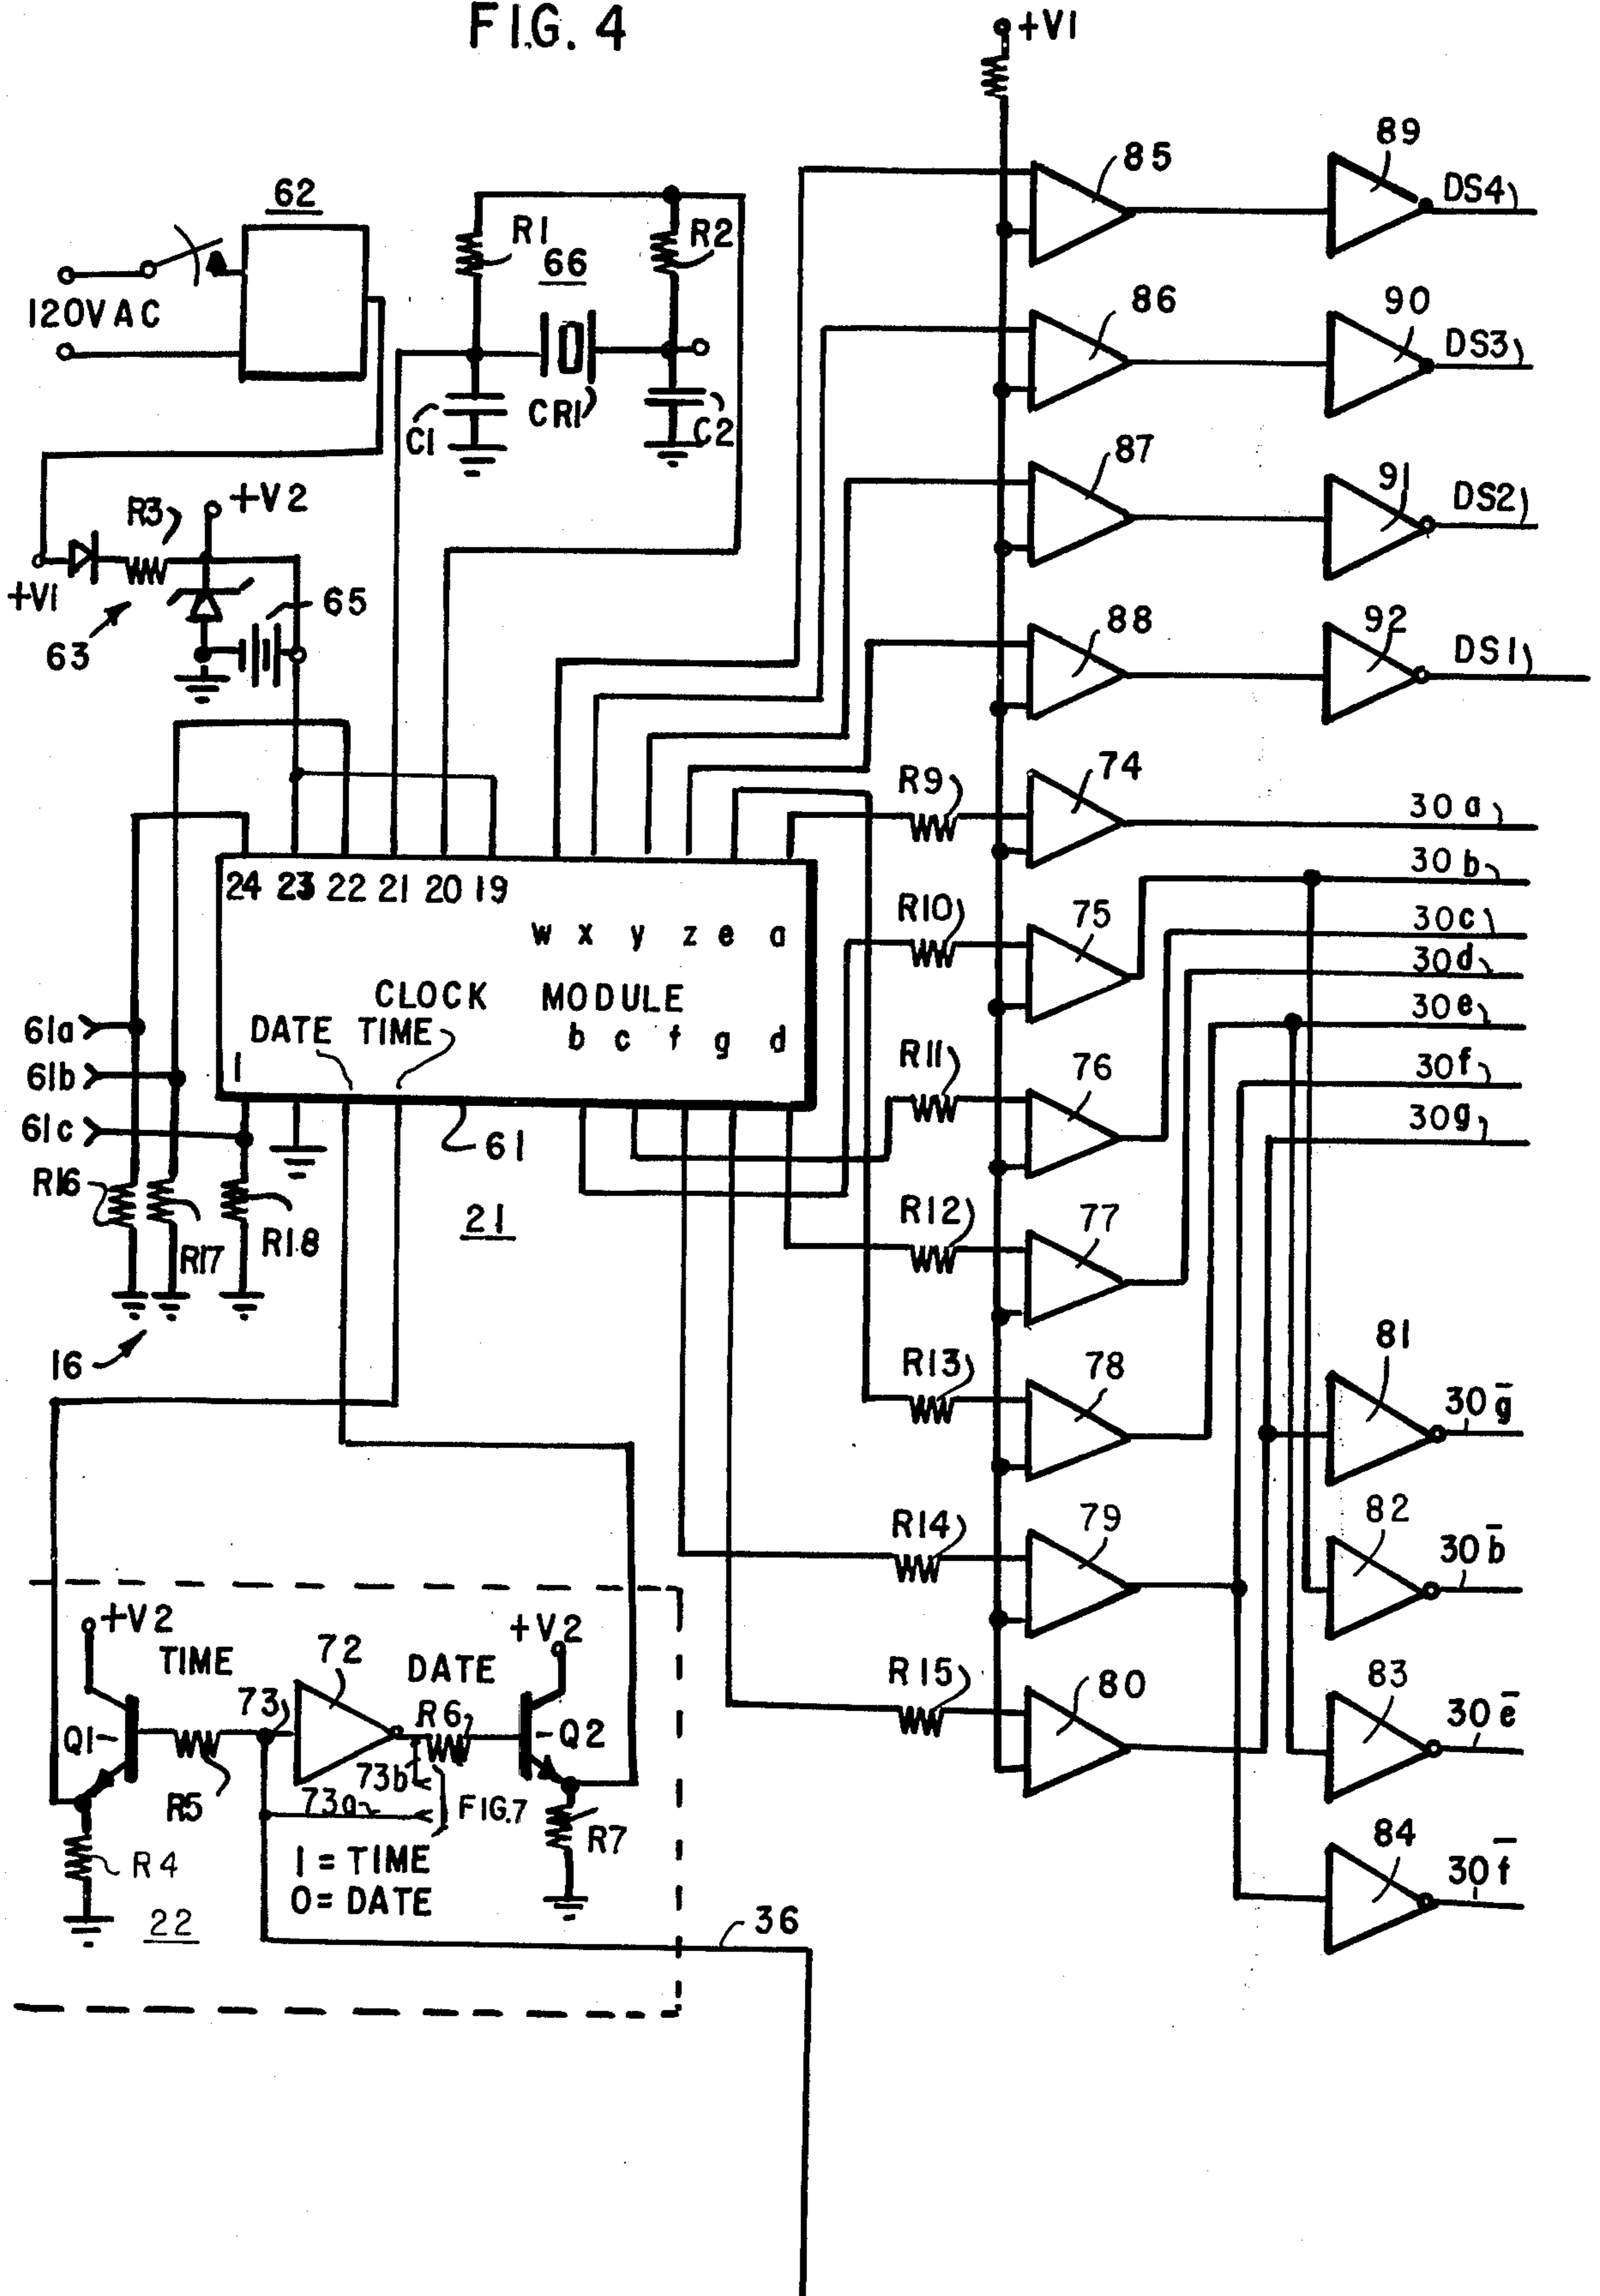 FIG. 4
+V1
62
120VAC
R1
66
R2
C1
CR1
C2
85
89
DS4
86
90
DS3
87
91
DS2
88
92
DS1
R3
+V2
+V1
63
65
24 23 22 21 20 19
w x y z e a
CLOCK MODULE
DATE TIME
b c f g d
1
61a
61b
61c
61
21
R16
R17
R18
16
R9
74
30a
30b
R10
75
30c
30d
30e
R11
76
30f
30g
R12
77
R13
78
81
30g̅
R14
79
82
30b̅
R15
80
83
30e̅
84
30f̅
+V2
TIME
72
DATE
+V2
73
Q1
R6
Q2
R5
73b
73a
FIG.7
R4
R7
1 = TIME
0 = DATE
22
36